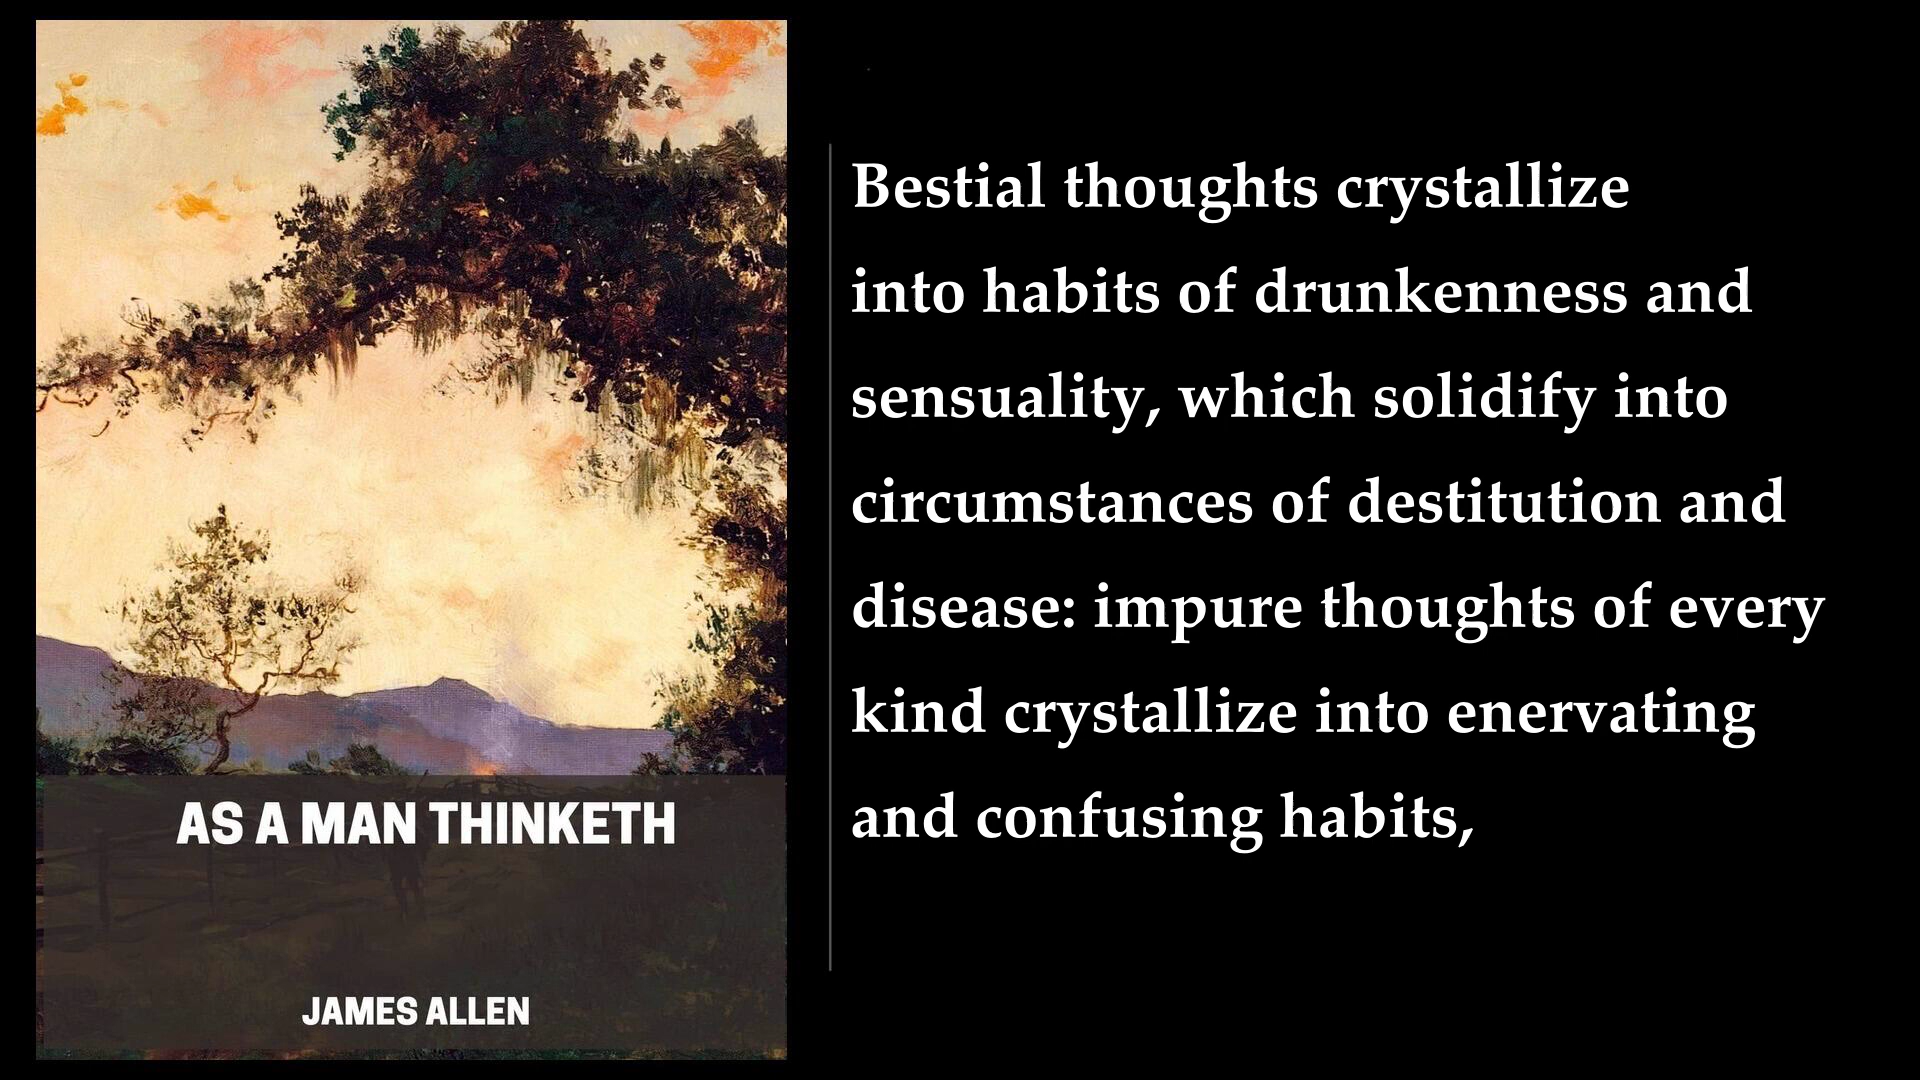 AS A MAN THINKETH
JAMES ALLEN
Bestial thoughts crystallize
into habits of drunkenness and
sensuality, which solidify into
circumstances of destitution and
disease: impure thoughts of every
kind crystallize into enervating
and confusing habits,